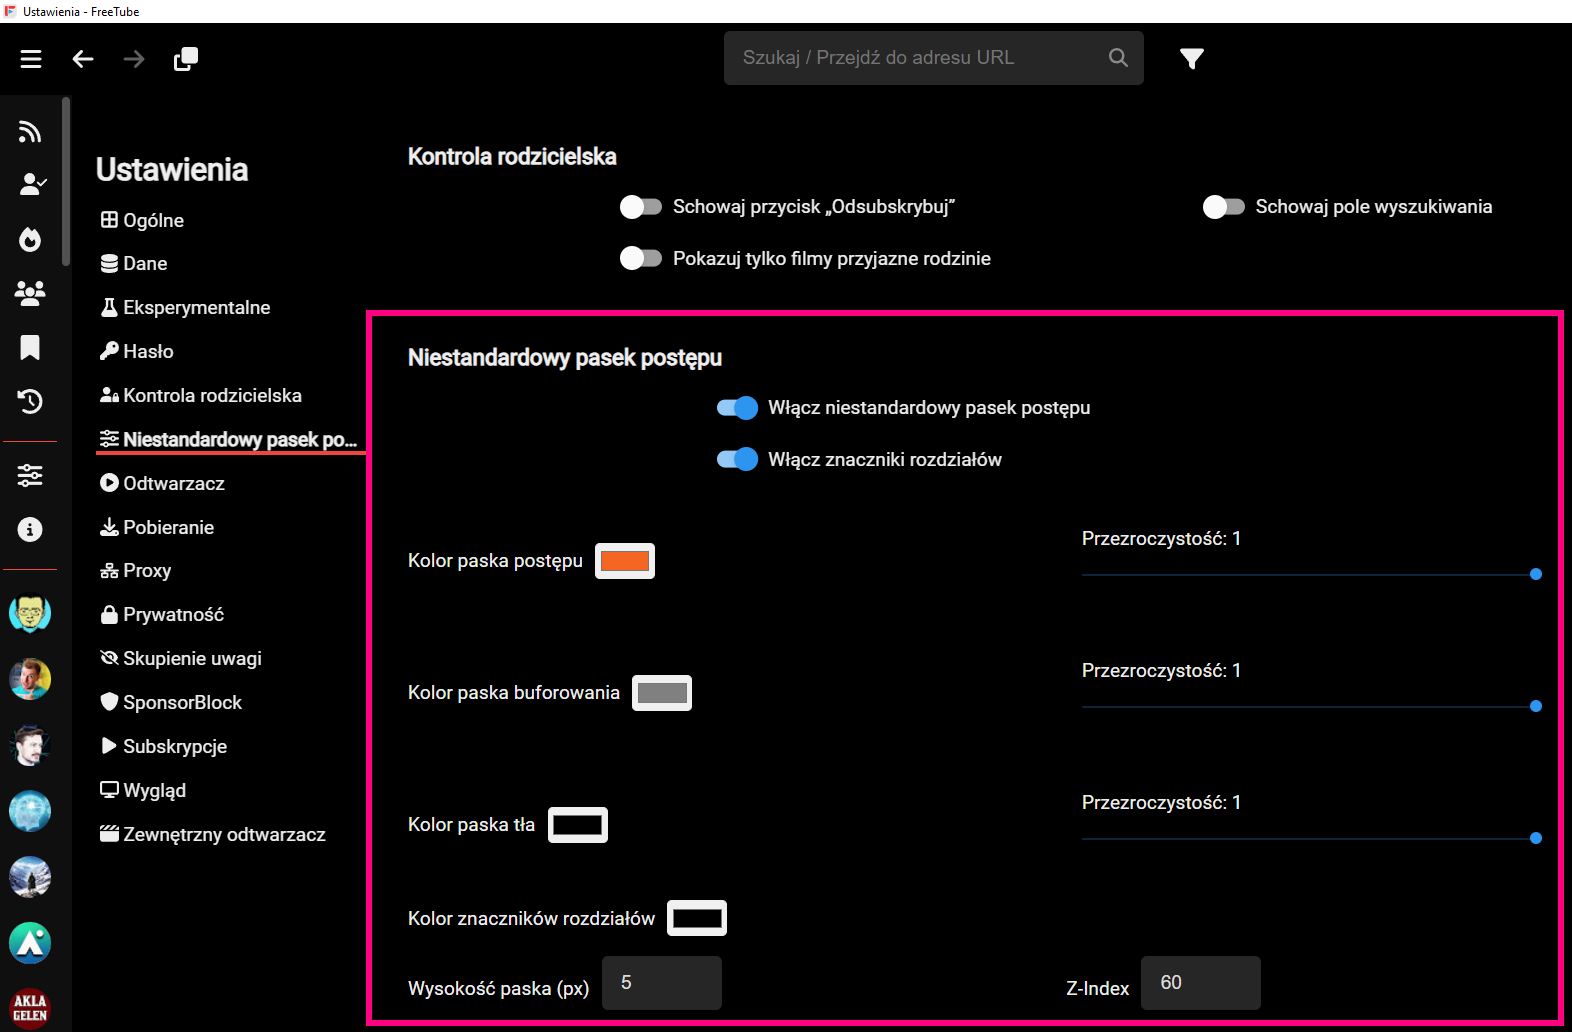 Ustawienia - FreeTube
Szukaj / Przejdź do adresu URL
Ustawienia
Ogólne
Dane
Eksperymentalne
Hasło
Kontrola rodzicielska
Niestandardowy pasek po...
Odtwarzacz
Pobieranie
Proxy
Prywatność
Skupienie uwagi
SponsorBlock
Subskrypcje
Wygląd
Zewnętrzny odtwarzacz
AKLA
GELEN
Kontrola rodzicielska
Schowaj przycisk „Odsubskrybuj”
Schowaj pole wyszukiwania
Pokazuj tylko filmy przyjazne rodzinie
Niestandardowy pasek postępu
Włącz niestandardowy pasek postępu
Włącz znaczniki rozdziałów
Kolor paska postępu
Przezroczystość: 1
Kolor paska buforowania
Przezroczystość: 1
Kolor paska tła
Przezroczystość: 1
Kolor znaczników rozdziałów
Wysokość paska (px) 5
Z-Index 60